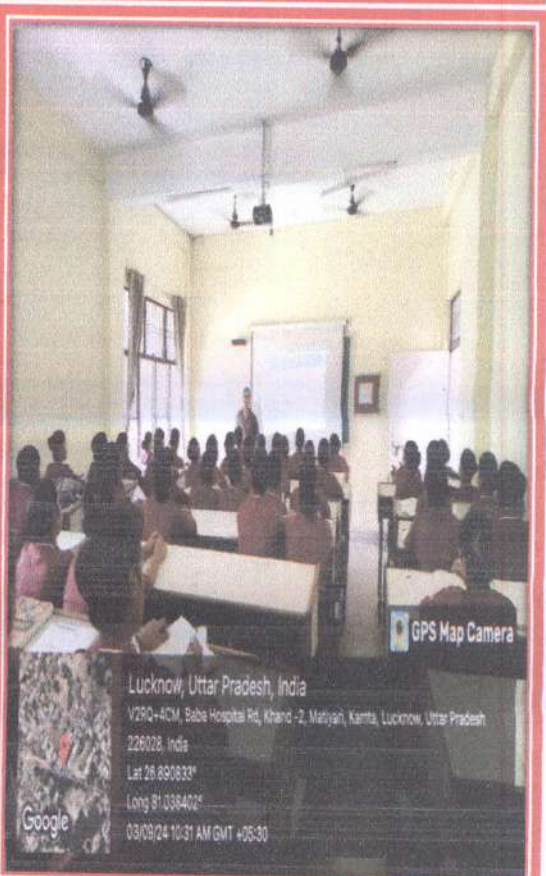 GPS Map Camera
Lucknow, Uttar Pradesh, India
V2RQ+4CM, Baba Hospital Rd, Khand -2, Matiyari, Kamta, Lucknow, Uttar Pradesh
226028, India
Lat 26.890833°
Long 81.038402°
03/09/24 10:31 AM GMT +05:30
Google